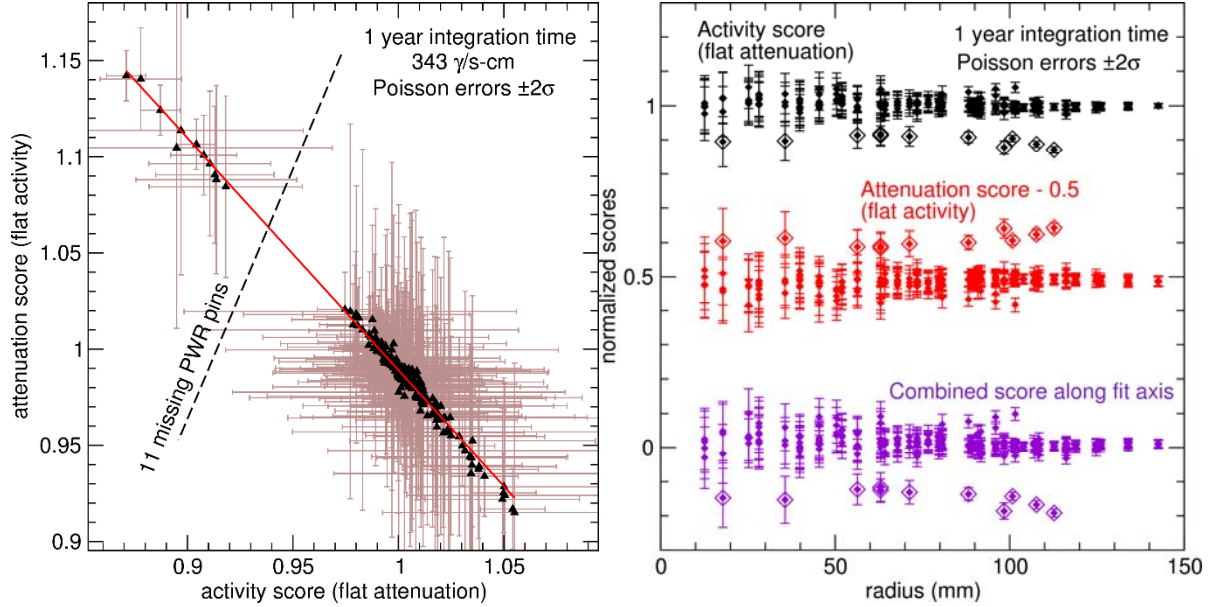 1 year integration time
343 γ/s-cm
Poisson errors ±2σ
11 missing PWR pins
attenuation score (flat activity)
1.15
1.1
1.05
1
0.95
0.9
0.9
0.95
1
1.05
activity score (flat attenuation)
Activity score
(flat attenuation)
1 year integration time
Poisson errors ±2σ
Attenuation score - 0.5
(flat activity)
Combined score along fit axis
normalized scores
1
0.5
0.5
0
0
50
100
150
radius (mm)